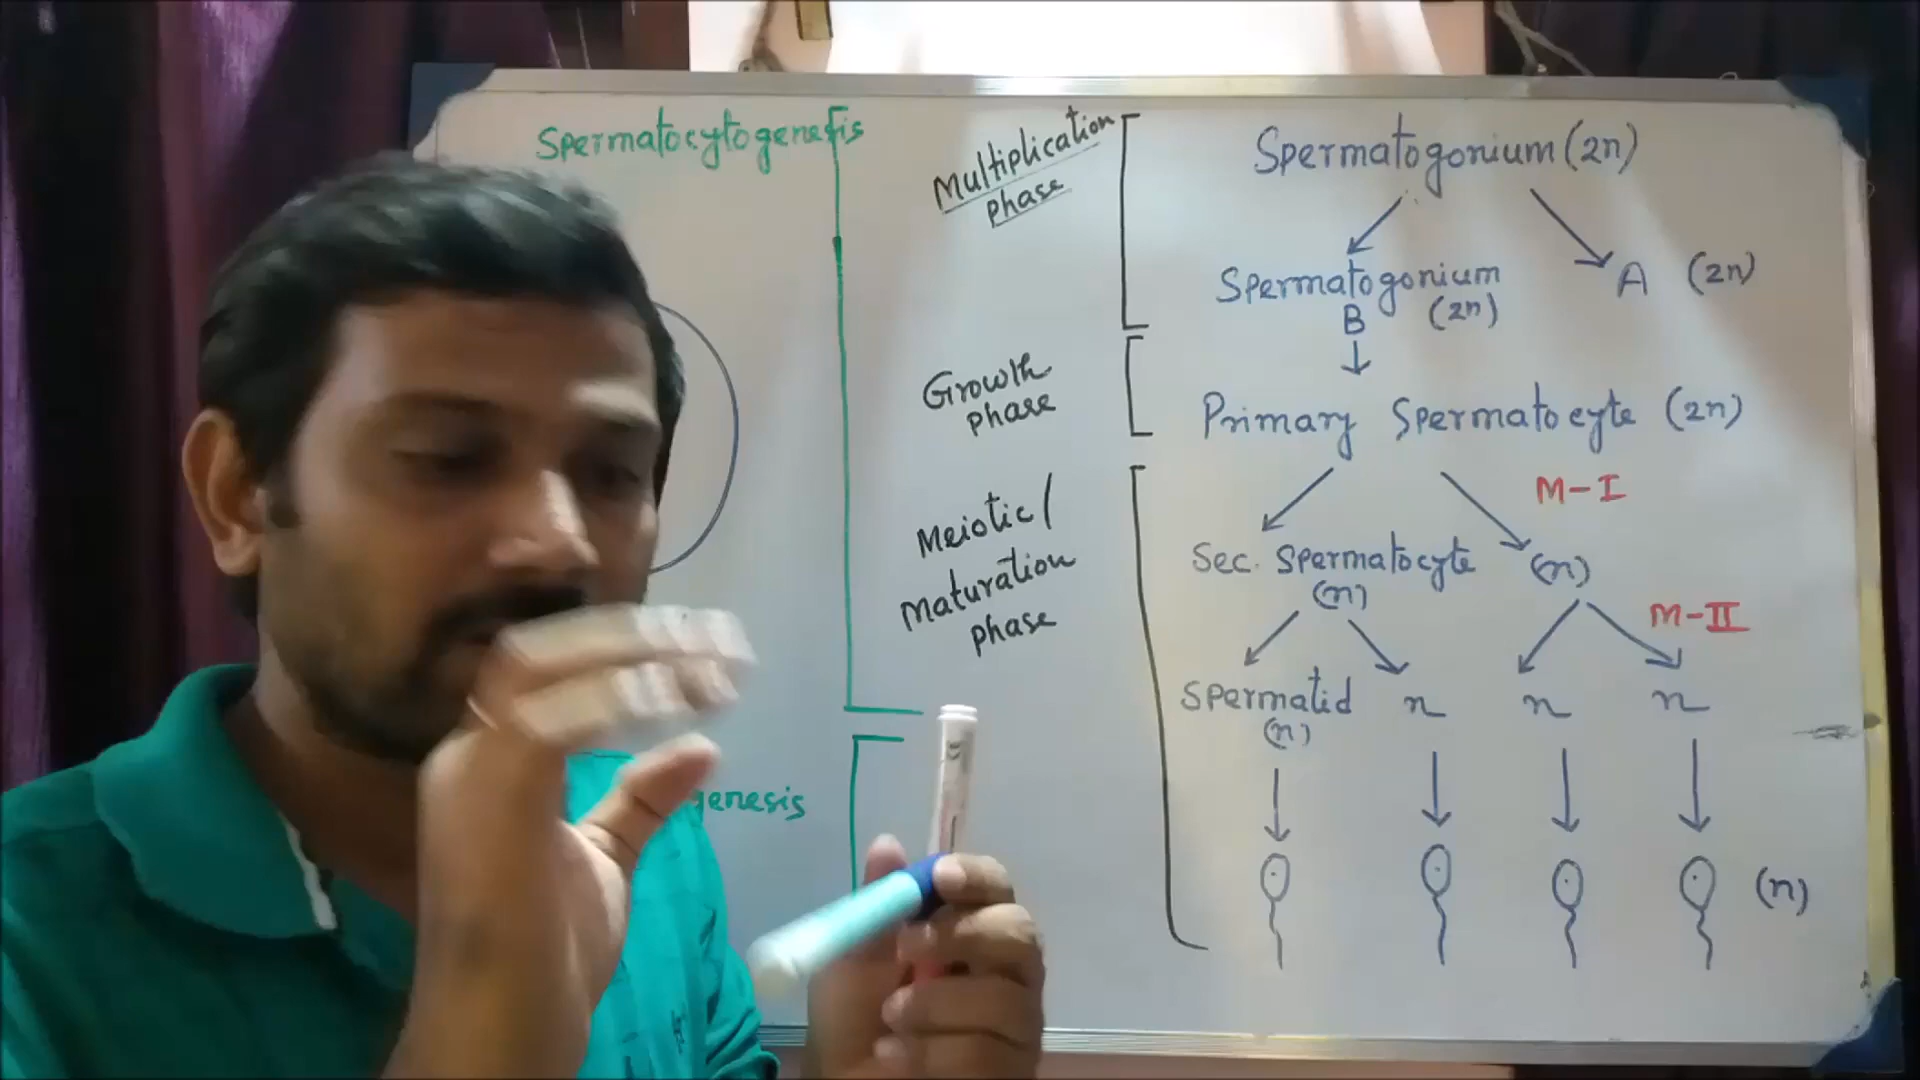 Spermatocytogenesis
Multiplication
phase
Spermatogonium (2n)
Spermatogonium
B (2n)
A (2n)
Growth
phase
Primary Spermatocyte (2n)
M-I
Meiotic/
Maturation
phase
Sec. Spermatocyte (n)
(n)
M-II
Spermatid n n n
(n)
genesis
(n)